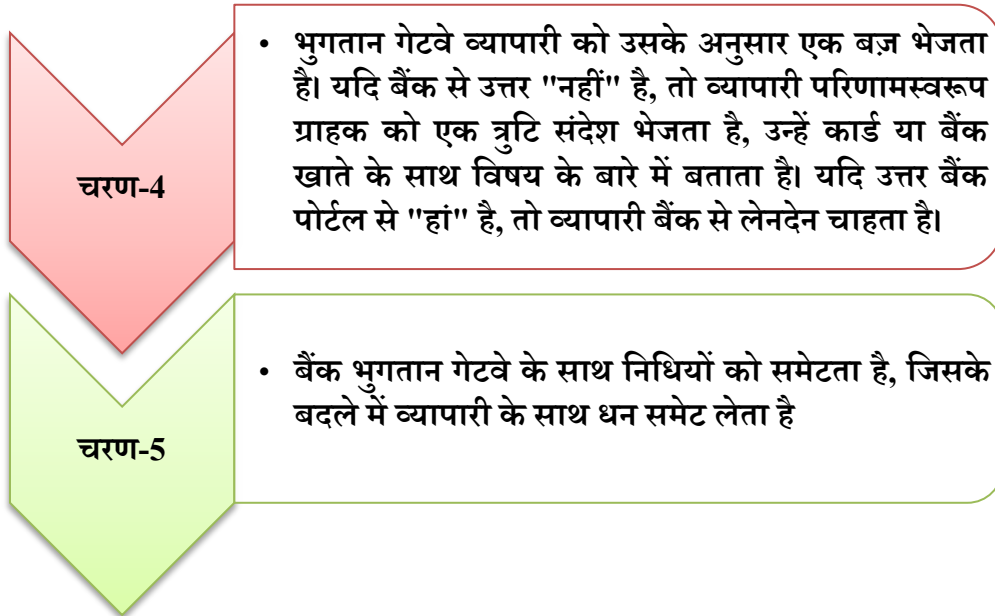 चरण-4
• भुगतान गेटवे व्यापारी को उसके अनुसार एक बज़ भेजता
है। यदि बैंक से उत्तर "नहीं" है, तो व्यापारी परिणामस्वरूप
ग्राहक को एक त्रुटि संदेश भेजता है, उन्हें कार्ड या बैंक
खाते के साथ विषय के बारे में बताता है। यदि उत्तर बैंक
पोर्टल से "हां" है, तो व्यापारी बैंक से लेनदेन चाहता है।
चरण-5
• बैंक भुगतान गेटवे के साथ निधियों को समेटता है, जिसके
बदले में व्यापारी के साथ धन समेट लेता है